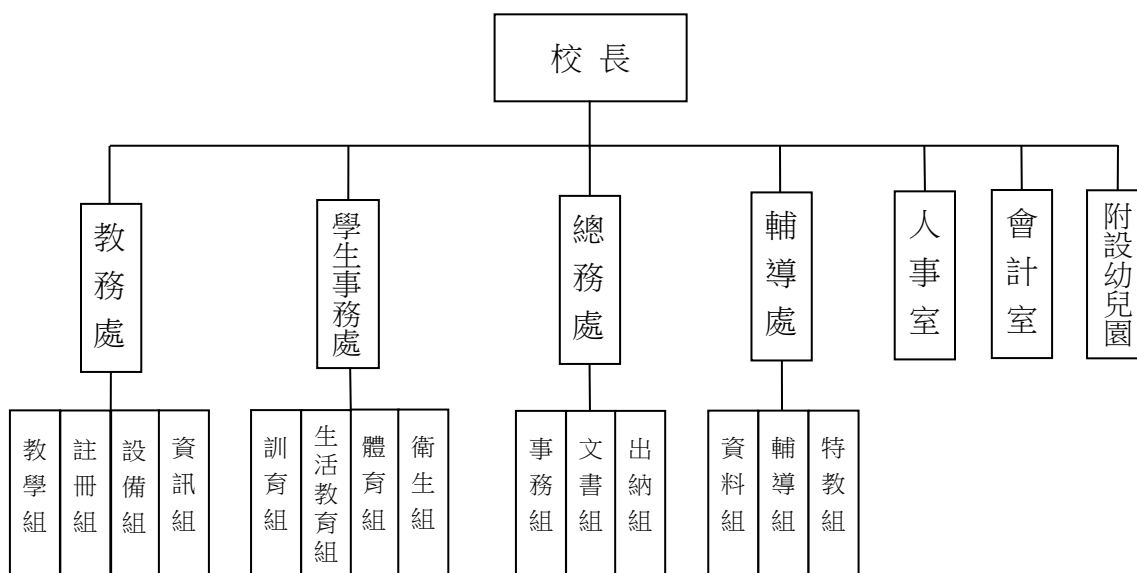 校長
教務處
學生事務處
總務處
輔導處
人事室
會計室
附設幼兒園
教學組
註冊組
設備組
資訊組
訓育組
生活教育組
體育組
衛生組
事務組
文書組
出納組
資料組
輔導組
特教組